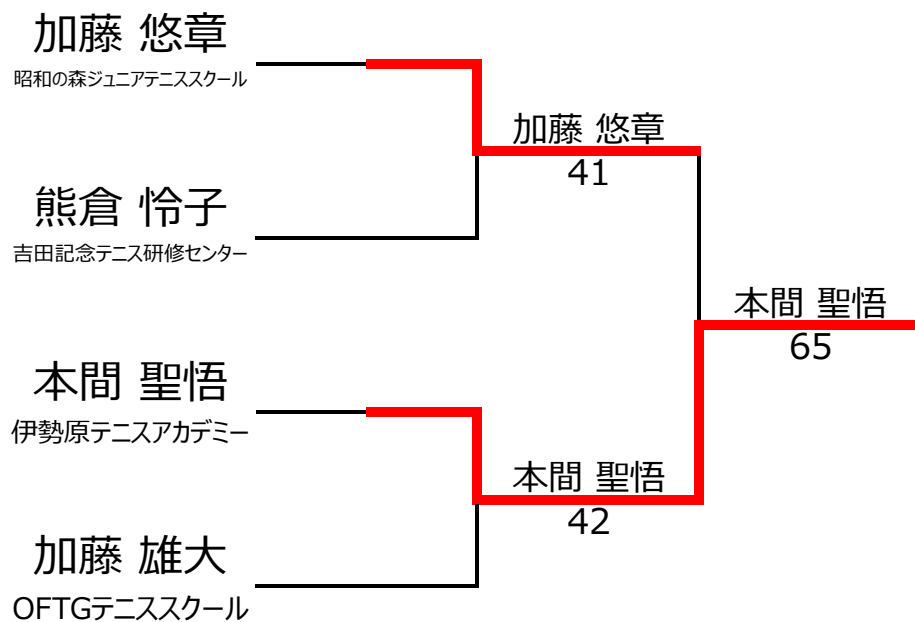 加藤 悠章
昭和の森ジュニアテニススクール
加藤 悠章
41
熊倉 怜子
吉田記念テニス研修センター
本間 聖悟
65
本間 聖悟
伊勢原テニスアカデミー
本間 聖悟
42
加藤 雄大
OFTGテニススクール